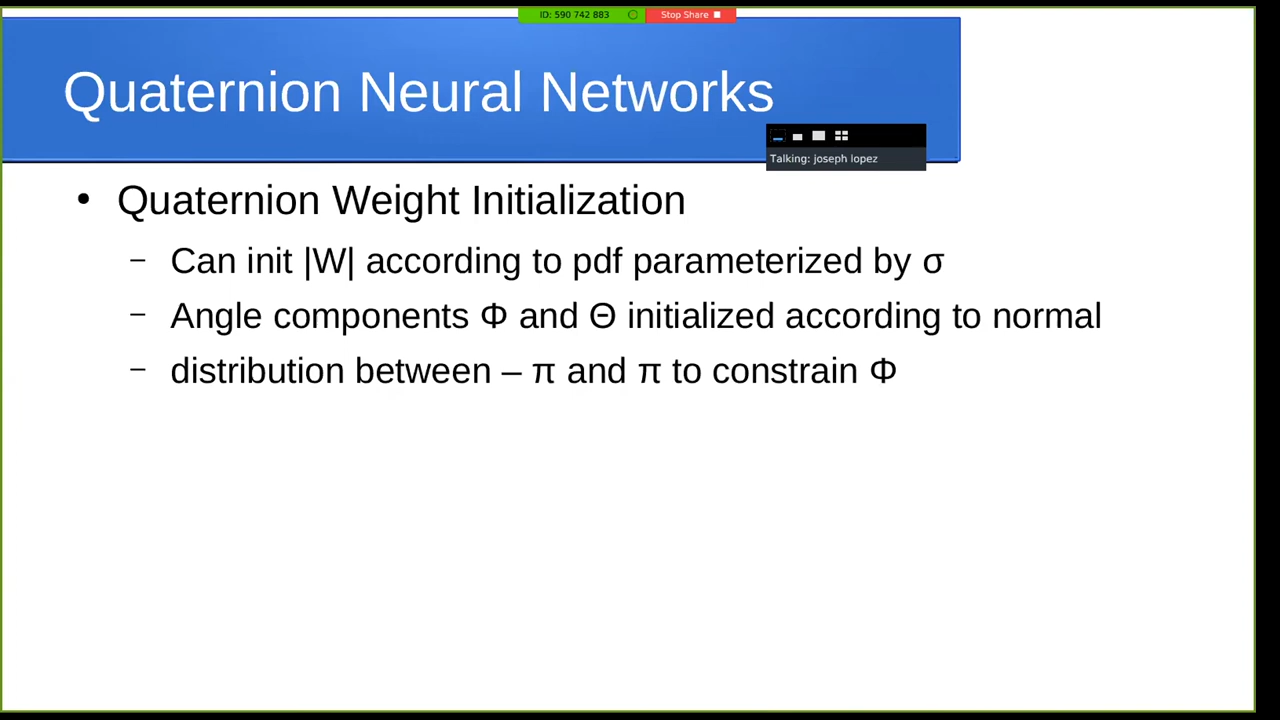 ID: 590 742 883 Stop Share
Quaternion Neural Networks
Talking: joseph lopez
• Quaternion Weight Initialization
– Can init |W| according to pdf parameterized by σ
– Angle components Φ and Θ initialized according to normal
– distribution between – π and π to constrain Φ